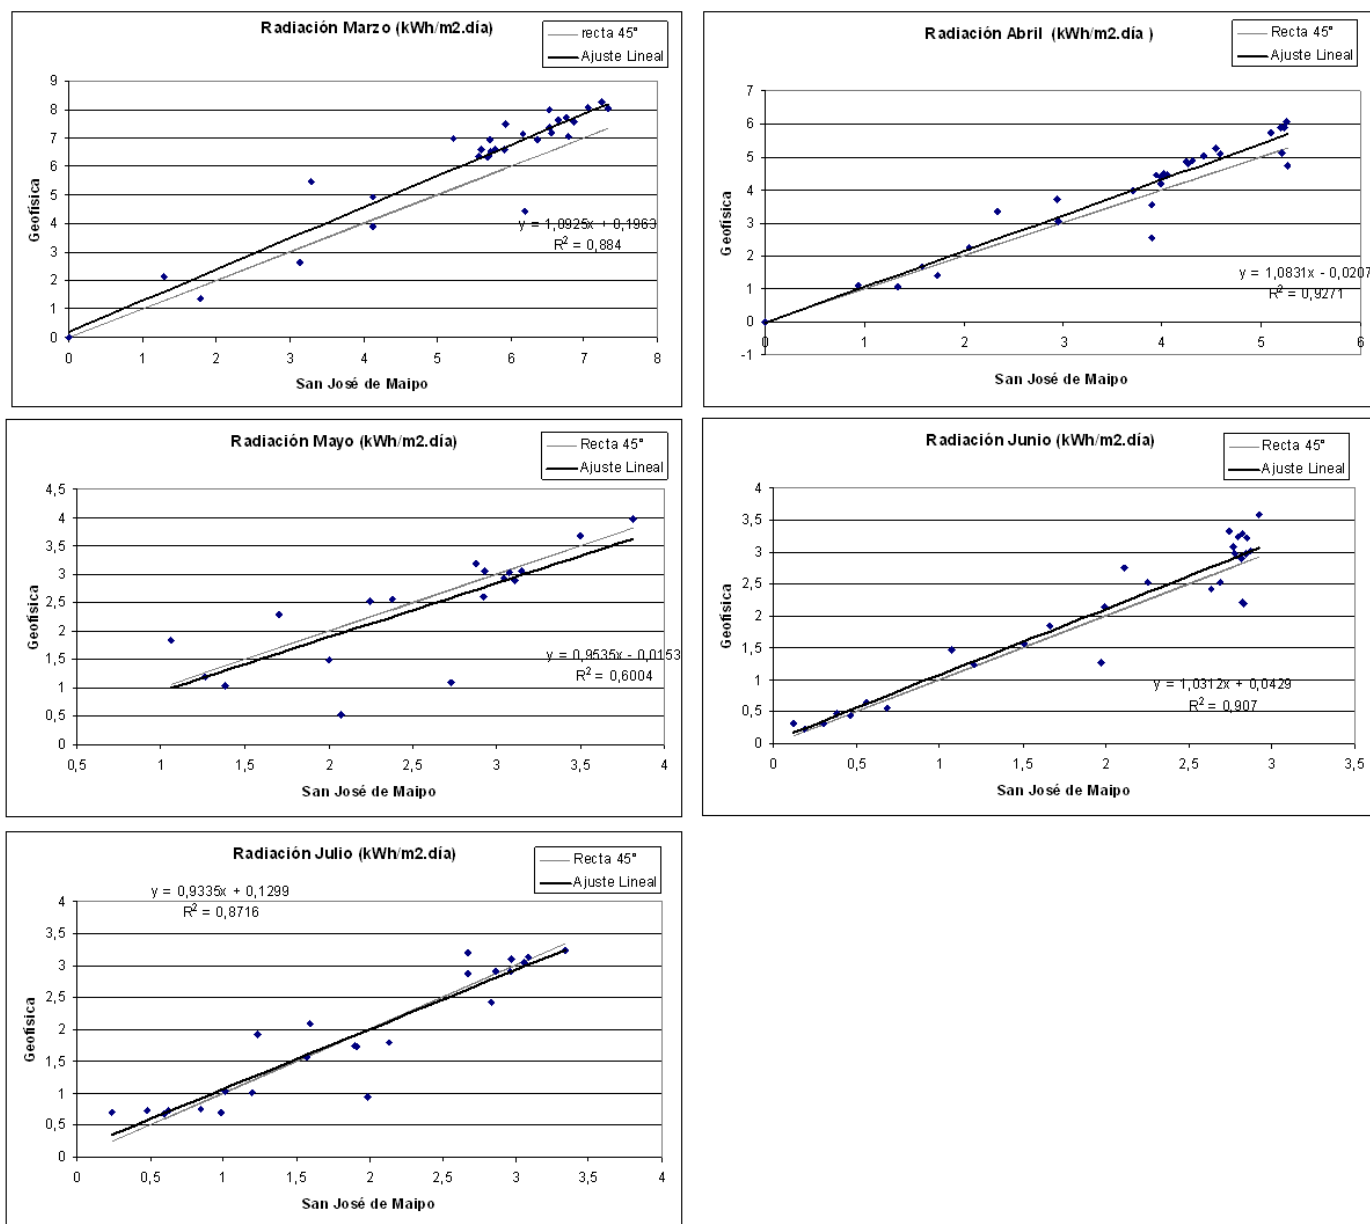 Radiación Marzo (kWh/m2.día)
recta 45°
Ajuste Lineal
9
8
7
6
5
4
3
2
1
0
Geofísica
y = 1,0925x + 0,1963
R² = 0,884
0 1 2 3 4 5 6 7 8
San José de Maipo
Radiación Abril (kWh/m2.día )
Recta 45°
Ajuste Lineal
7
6
5
4
3
2
1
0
-1
Geofísica
y = 1,0831x - 0,0207
R² = 0,9271
0 1 2 3 4 5 6
San José de Maipo
Radiación Mayo (kWh/m2.día)
Recta 45°
Ajuste Lineal
4,5
4
3,5
3
2,5
2
1,5
1
0,5
0
Geofísica
y = 0,9535x - 0,0153
R² = 0,6004
0,5 1 1,5 2 2,5 3 3,5 4
San José de Maipo
Radiación Junio (kWh/m2.día)
Recta 45°
Ajuste Lineal
4
3,5
3
2,5
2
1,5
1
0,5
0
Geofísica
y = 1,0312x + 0,0429
R² = 0,907
0 0,5 1 1,5 2 2,5 3 3,5
San José de Maipo
Radiación Julio (kWh/m2.día)
Recta 45°
Ajuste Lineal
y = 0,9335x + 0,1299
R² = 0,8716
4
3,5
3
2,5
2
1,5
1
0,5
0
Geofísica
0 0,5 1 1,5 2 2,5 3 3,5 4
San José de Maipo